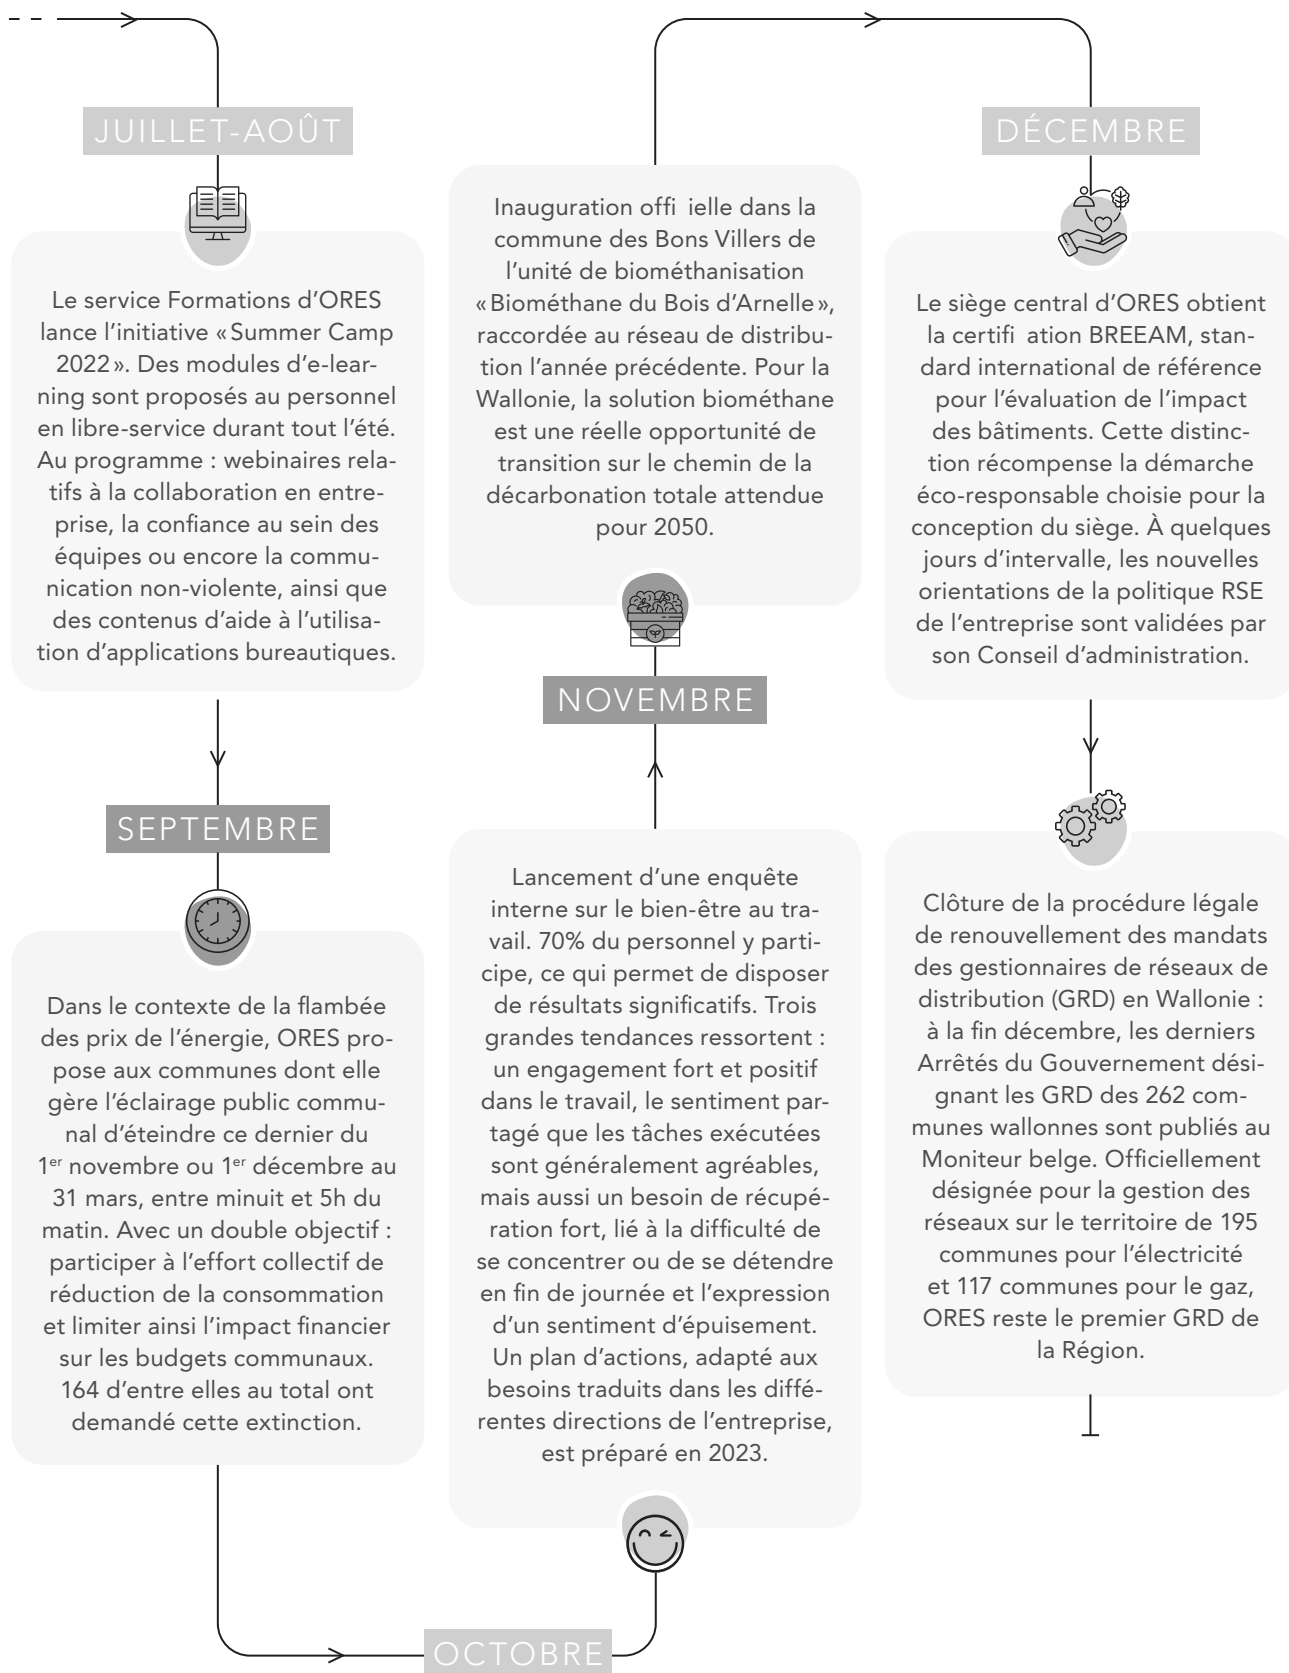 JUILLET-AOÛT
Le service Formations d’ORES
lance l’initiative « Summer Camp
2022 ». Des modules d’e-lear-
ning sont proposés au personnel
en libre-service durant tout l’été.
Au programme : webinaires rela-
tifs à la collaboration en entre-
prise, la confiance au sein des
équipes ou encore la commu-
nication non-violente, ainsi que
des contenus d’aide à l’utilisa-
tion d’applications bureautiques.
SEPTEMBRE
Dans le contexte de la flambée
des prix de l’énergie, ORES pro-
pose aux communes dont elle
gère l’éclairage public commu-
nal d’éteindre ce dernier du
1er novembre ou 1er décembre au
31 mars, entre minuit et 5h du
matin. Avec un double objectif :
participer à l’effort collectif de
réduction de la consommation
et limiter ainsi l’impact financier
sur les budgets communaux.
164 d’entre elles au total ont
demandé cette extinction.
OCTOBRE
Lancement d’une enquête
interne sur le bien-être au tra-
vail. 70% du personnel y parti-
cipe, ce qui permet de disposer
de résultats significatifs. Trois
grandes tendances ressortent :
un engagement fort et positif
dans le travail, le sentiment par-
tagé que les tâches exécutées
sont généralement agréables,
mais aussi un besoin de récupé-
ration fort, lié à la difficulté de
se concentrer ou de se détendre
en fin de journée et l’expression
d’un sentiment d’épuisement.
Un plan d’actions, adapté aux
besoins traduits dans les diffé-
rentes directions de l’entreprise,
est préparé en 2023.
NOVEMBRE
Inauguration offi ielle dans la
commune des Bons Villers de
l’unité de biométhanisation
« Biométhane du Bois d’Arnelle »,
raccordée au réseau de distribu-
tion l’année précédente. Pour la
Wallonie, la solution biométhane
est une réelle opportunité de
transition sur le chemin de la
décarbonation totale attendue
pour 2050.
DÉCEMBRE
Le siège central d’ORES obtient
la certifi ation BREEAM, stan-
dard international de référence
pour l’évaluation de l’impact
des bâtiments. Cette distinc-
tion récompense la démarche
éco-responsable choisie pour la
conception du siège. À quelques
jours d’intervalle, les nouvelles
orientations de la politique RSE
de l’entreprise sont validées par
son Conseil d’administration.
Clôture de la procédure légale
de renouvellement des mandats
des gestionnaires de réseaux de
distribution (GRD) en Wallonie :
à la fin décembre, les derniers
Arrêtés du Gouvernement dési-
gnant les GRD des 262 com-
munes wallonnes sont publiés au
Moniteur belge. Officiellement
désignée pour la gestion des
réseaux sur le territoire de 195
communes pour l’électricité
et 117 communes pour le gaz,
ORES reste le premier GRD de
la Région.